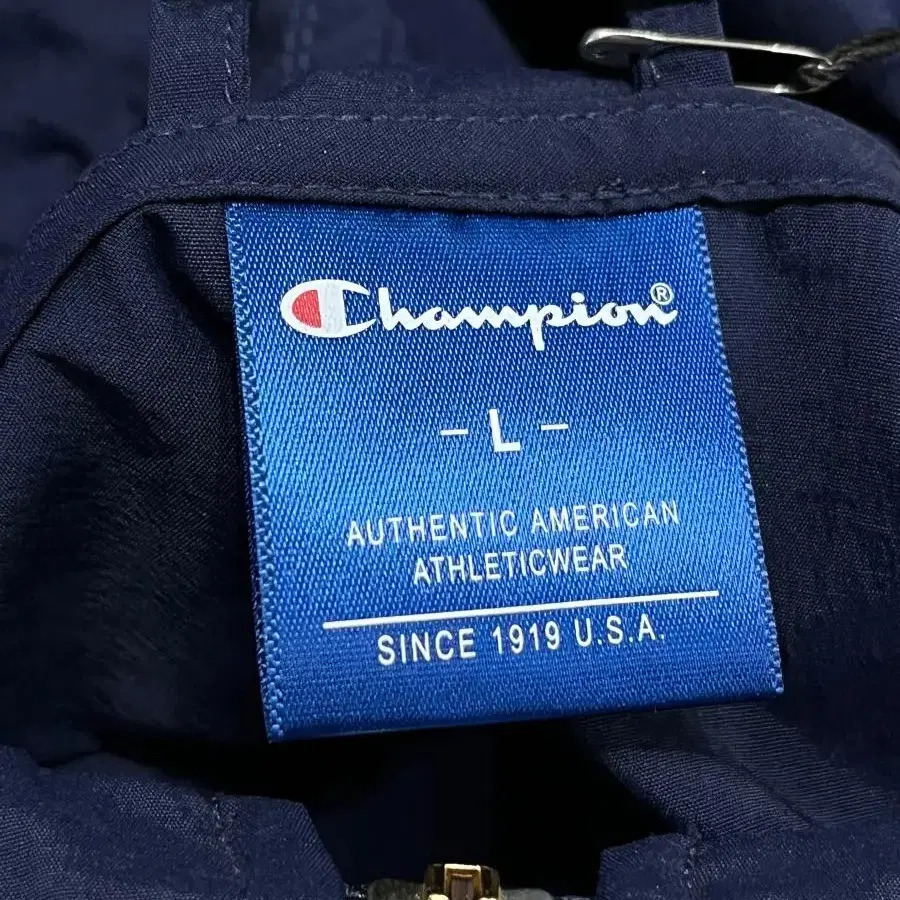 Champion®
- L -
AUTHENTIC AMERICAN
ATHLETICWEAR
SINCE 1919 U.S.A.